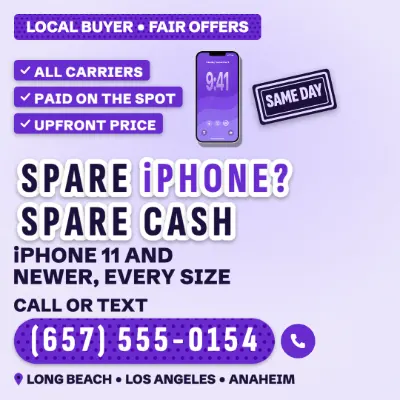 LOCAL BUYER • FAIR OFFERS
✓ ALL CARRIERS
✓ PAID ON THE SPOT
✓ UPFRONT PRICE
9:41
SAME DAY
SPARE iPHONE?
SPARE CASH
iPHONE 11 AND
NEWER, EVERY SIZE
CALL OR TEXT
(657) 555-0154
LONG BEACH • LOS ANGELES • ANAHEIM